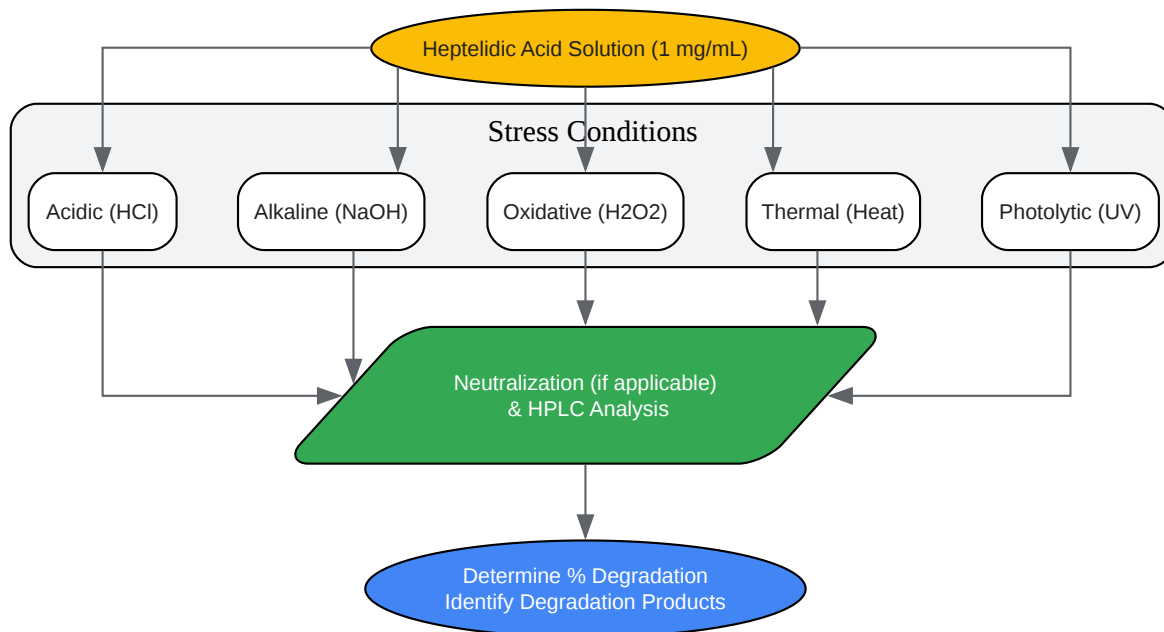 Heptelidic Acid Solution (1 mg/mL)
Stress Conditions
Acidic (HCl)
Alkaline (NaOH)
Oxidative (H2O2)
Thermal (Heat)
Photolytic (UV)
Neutralization (if applicable)
& HPLC Analysis
Determine % Degradation
Identify Degradation Products